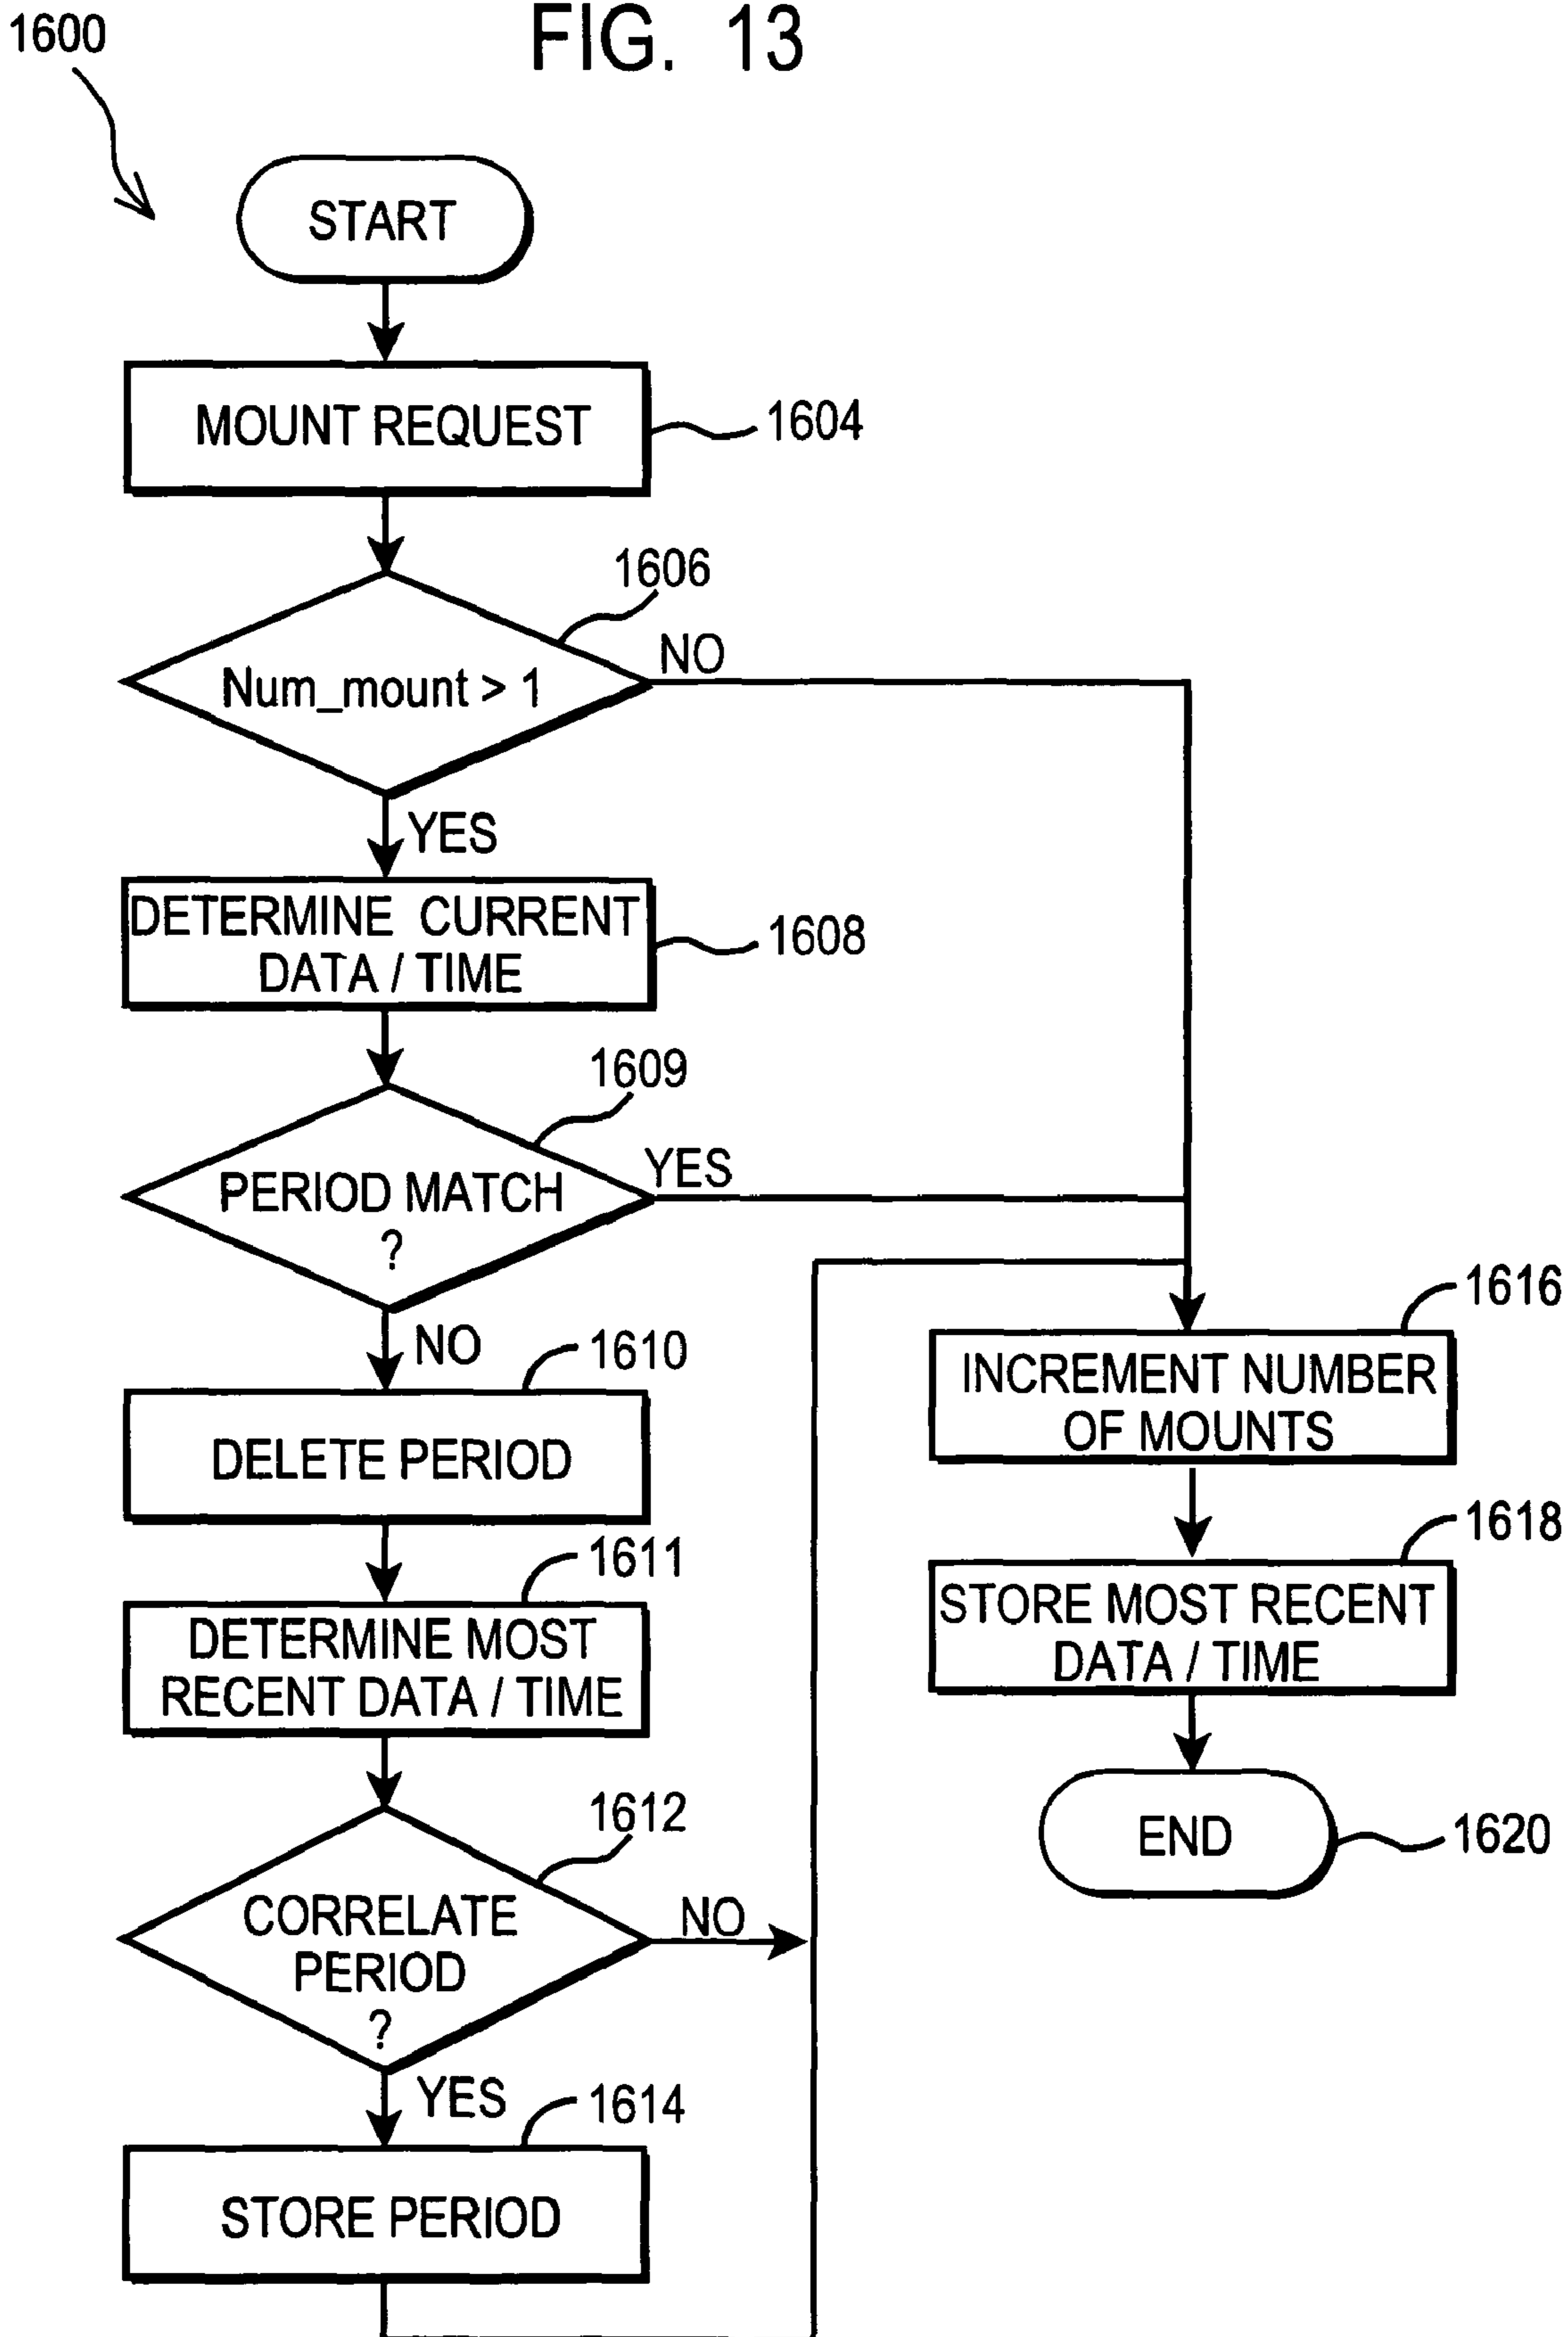 FIG. 13
1600
START
MOUNT REQUEST
1604
1606
Num_mount > 1
NO
YES
DETERMINE CURRENT
DATA / TIME
1608
1609
PERIOD MATCH
?
YES
NO
1610
DELETE PERIOD
1611
DETERMINE MOST
RECENT DATA / TIME
1612
CORRELATE
PERIOD
?
NO
YES
1614
STORE PERIOD
1616
INCREMENT NUMBER
OF MOUNTS
1618
STORE MOST RECENT
DATA / TIME
END
1620